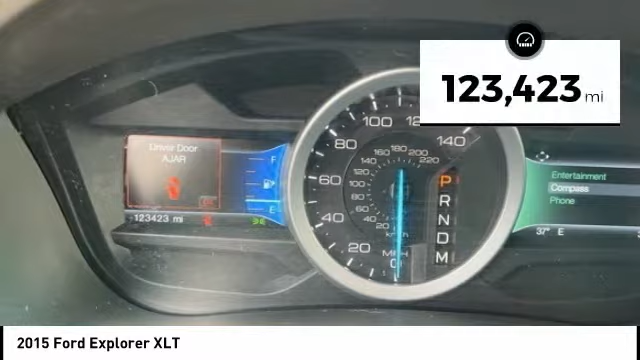 123,423 mi
Driver Door
AJAR
OK
F
E
123423 mi
20
40
60
80
100
140
20
40
60
80
100
120
140
160
180
200
220
km/h
MPH
P
R
N
D
M
Entertainment
Compass
Phone
37° E
2015 Ford Explorer XLT